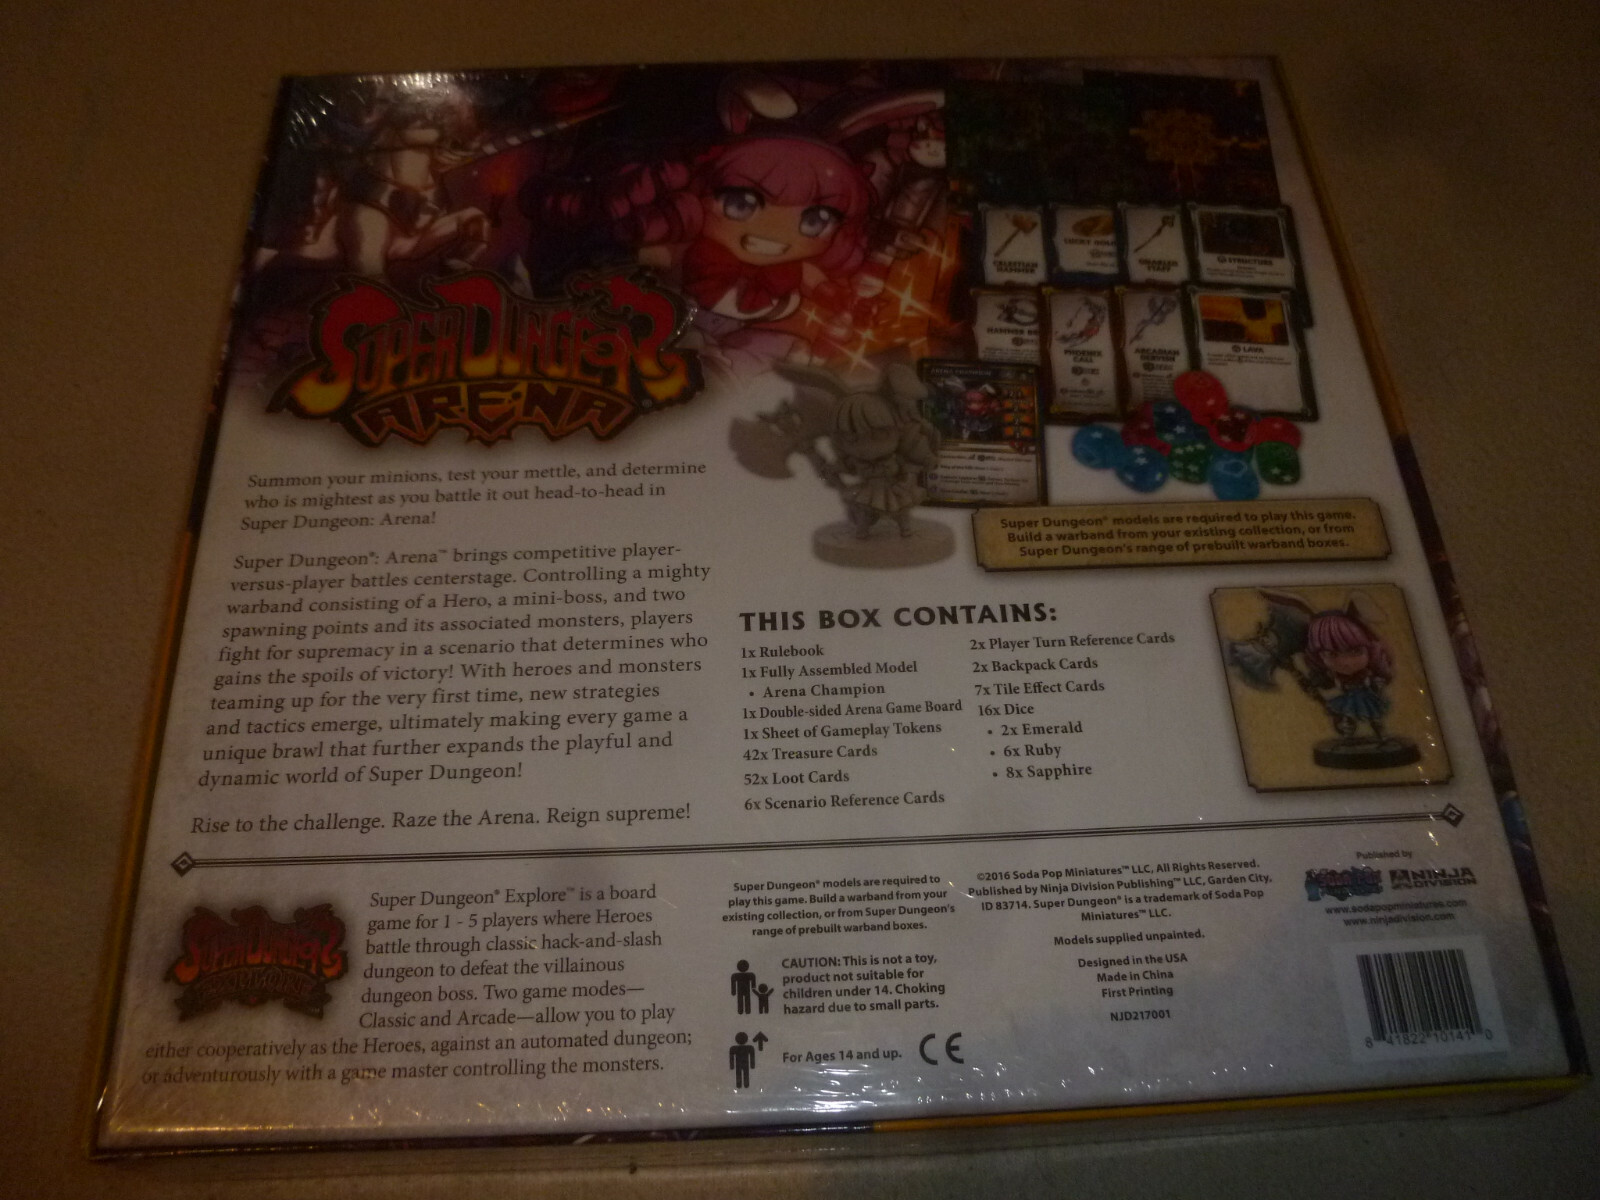 SUPER DUNGEON
ARENA
Summon your minions, test your mettle, and determine
who is mightest as you battle it out head-to-head in
Super Dungeon: Arena!
Super Dungeon®: Arena™ brings competitive player-
versus-player battles centerstage. Controlling a mighty
warband consisting of a Hero, a mini-boss, and two
spawning points and its associated monsters, players
fight for supremacy in a scenario that determines who
gains the spoils of victory! With heroes and monsters
teaming up for the very first time, new strategies
and tactics emerge, ultimately making every game a
unique brawl that further expands the playful and
dynamic world of Super Dungeon!
Rise to the challenge. Raze the Arena. Reign supreme!
CELESTIAN
HAMMER
LUCKY GOLD
GNARLED
STRUCTURE
HAMMER
PHOENIX
CALL
ARCADIAN
LAVA
Super Dungeon® models are required to play this game.
Build a warband from your existing collection, or from
Super Dungeon's range of prebuilt warband boxes.
THIS BOX CONTAINS:
1x Rulebook
1x Fully Assembled Model
• Arena Champion
1x Double-sided Arena Game Board
1x Sheet of Gameplay Tokens
42x Treasure Cards
52x Loot Cards
6x Scenario Reference Cards
2x Player Turn Reference Cards
2x Backpack Cards
7x Tile Effect Cards
16x Dice
• 2x Emerald
• 6x Ruby
• 8x Sapphire
SUPER DUNGEON
EXPLORE
Super Dungeon® Explore™ is a board
game for 1 - 5 players where Heroes
battle through classic hack-and-slash
dungeon to defeat the villainous
dungeon boss. Two game modes—
Classic and Arcade—allow you to play
either cooperatively as the Heroes, against an automated dungeon;
or adventurously with a game master controlling the monsters.
Super Dungeon® models are required to
play this game. Build a warband from your
existing collection, or from Super Dungeon's
range of prebuilt warband boxes.
CAUTION: This is not a toy,
product not suitable for
children under 14. Choking
hazard due to small parts.
For Ages 14 and up.
CE
©2016 Soda Pop Miniatures™ LLC, All Rights Reserved.
Published by Ninja Division Publishing™ LLC, Garden City,
ID 83714. Super Dungeon® is a trademark of Soda Pop
Miniatures™ LLC.
Models supplied unpainted.
Designed in the USA
Made in China
First Printing
NJD217001
Published by
NINJA
DIVISION
www.sodapopminiatures.com
www.ninjadivision.com
8 41822 10141 0